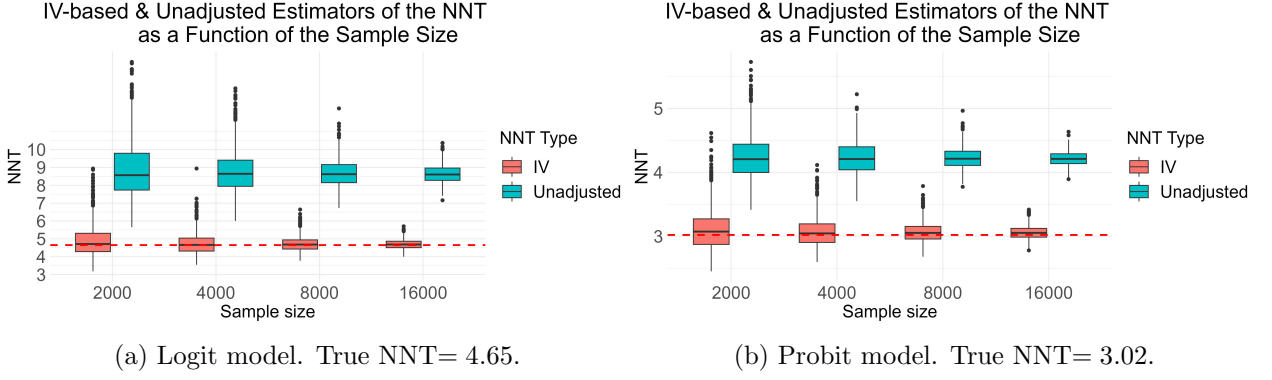 IV-based & Unadjusted Estimators of the NNT
as a Function of the Sample Size
NNT
10
9
8
7
6
5
4
3
2000 4000 8000 16000
Sample size
NNT Type
IV
Unadjusted
(a) Logit model. True NNT= 4.65.
IV-based & Unadjusted Estimators of the NNT
as a Function of the Sample Size
NNT
5
4
3
2000 4000 8000 16000
Sample size
NNT Type
IV
Unadjusted
(b) Probit model. True NNT= 3.02.